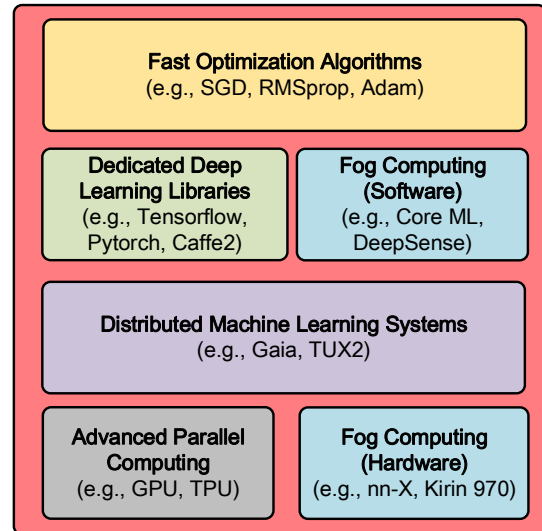 Fast Optimization Algorithms
(e.g., SGD, RMSprop, Adam)
Dedicated Deep
Learning Libraries
(e.g., Tensorflow,
Pytorch, Caffe2)
Fog Computing
(Software)
(e.g., Core ML,
DeepSense)
Distributed Machine Learning Systems
(e.g., Gaia, TUX2)
Advanced Parallel
Computing
(e.g., GPU, TPU)
Fog Computing
(Hardware)
(e.g., nn-X, Kirin 970)